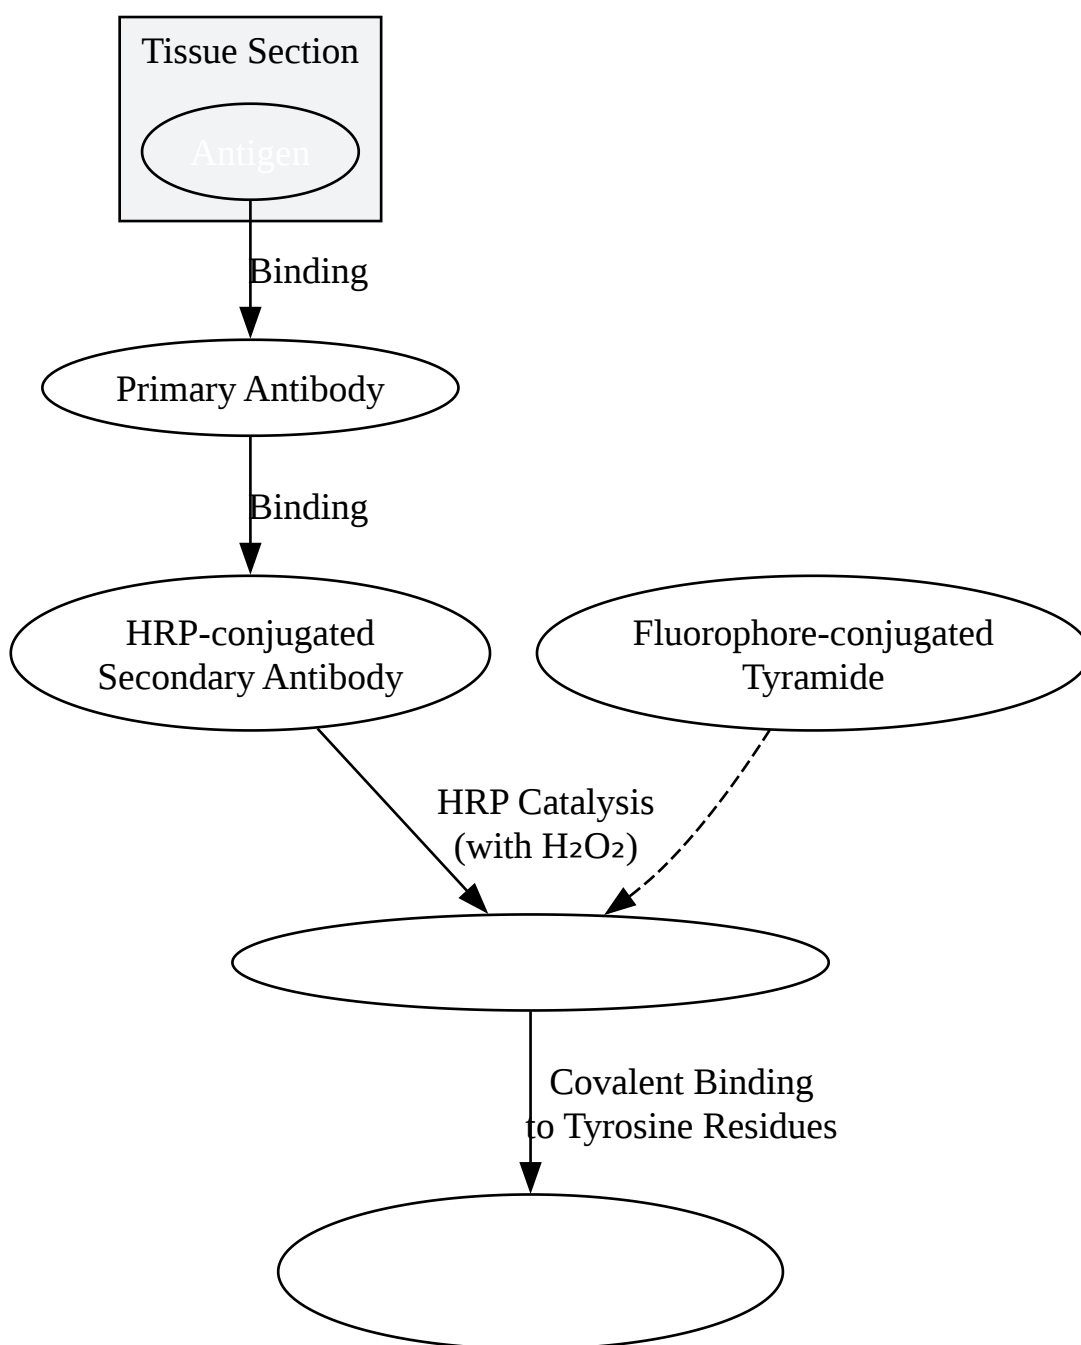 Tissue Section
Antigen
Binding
Primary Antibody
Binding
HRP-conjugated
Secondary Antibody
Fluorophore-conjugated
Tyramide
HRP Catalysis
(with H₂O₂)
Covalent Binding
to Tyrosine Residues